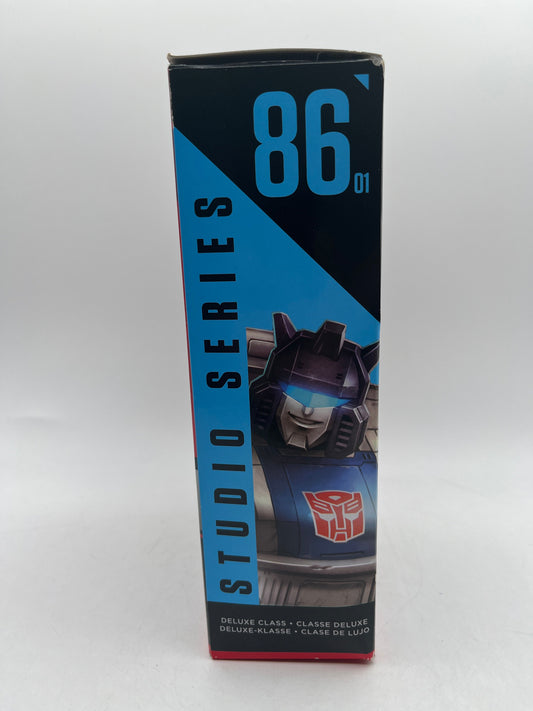 86
01
STUDIO SERIES
DELUXE CLASS • CLASSE DELUXE
DELUXE-KLASSE • CLASE DE LUJO